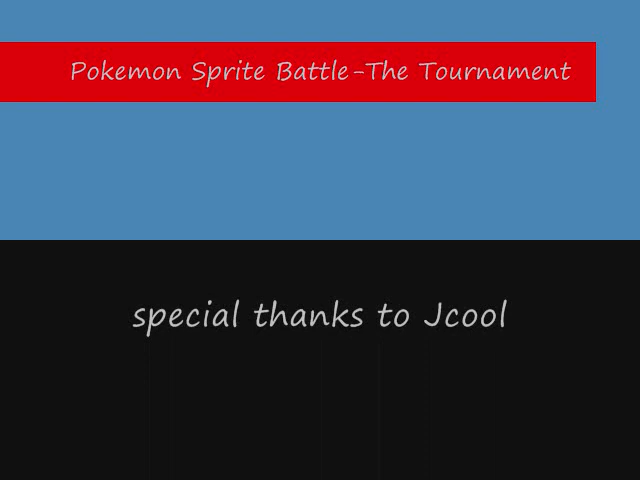 Pokemon Sprite Battle-The Tournament
special thanks to Jcool